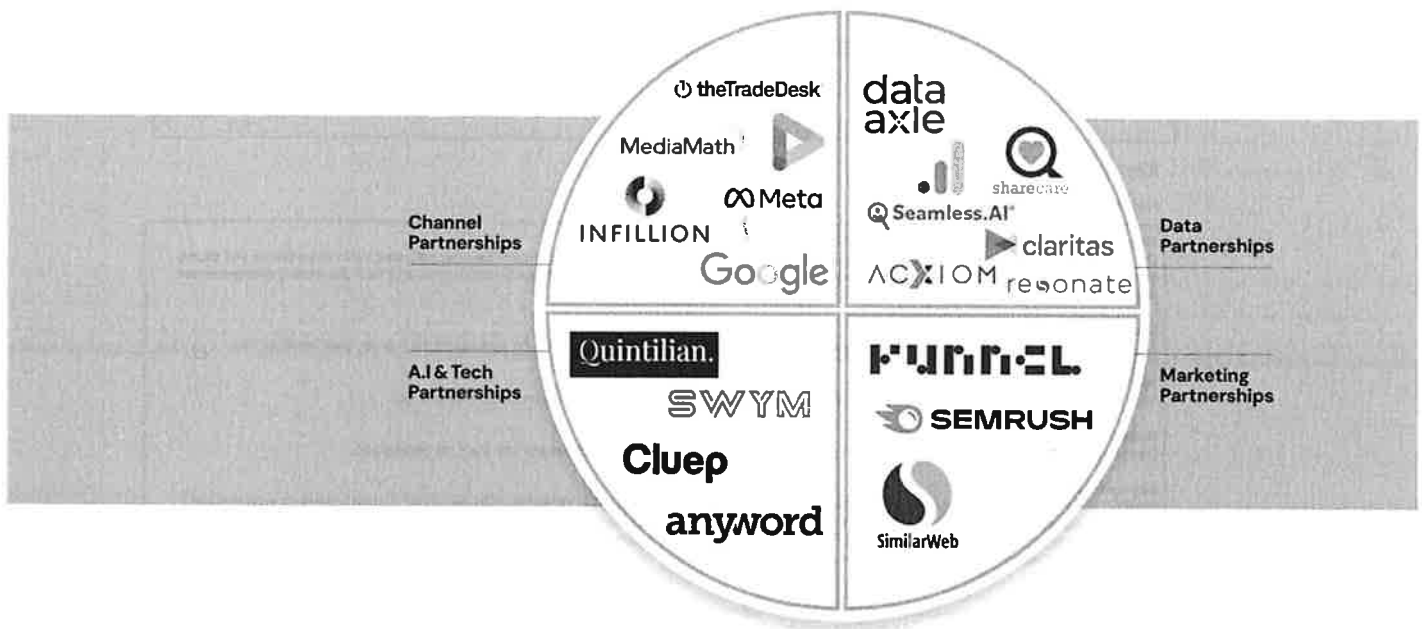 theTradeDesk
MediaMath
Meta
INFILLION
Google
Channel
Partnerships
data
axle
sharecare
Seamless.AI
claritas
ACXIOM
resonate
Data
Partnerships
A.I & Tech
Partnerships
Quintilian.
SWYM
Cluep
anyword
funnel
SEMRUSH
SimilarWeb
Marketing
Partnerships